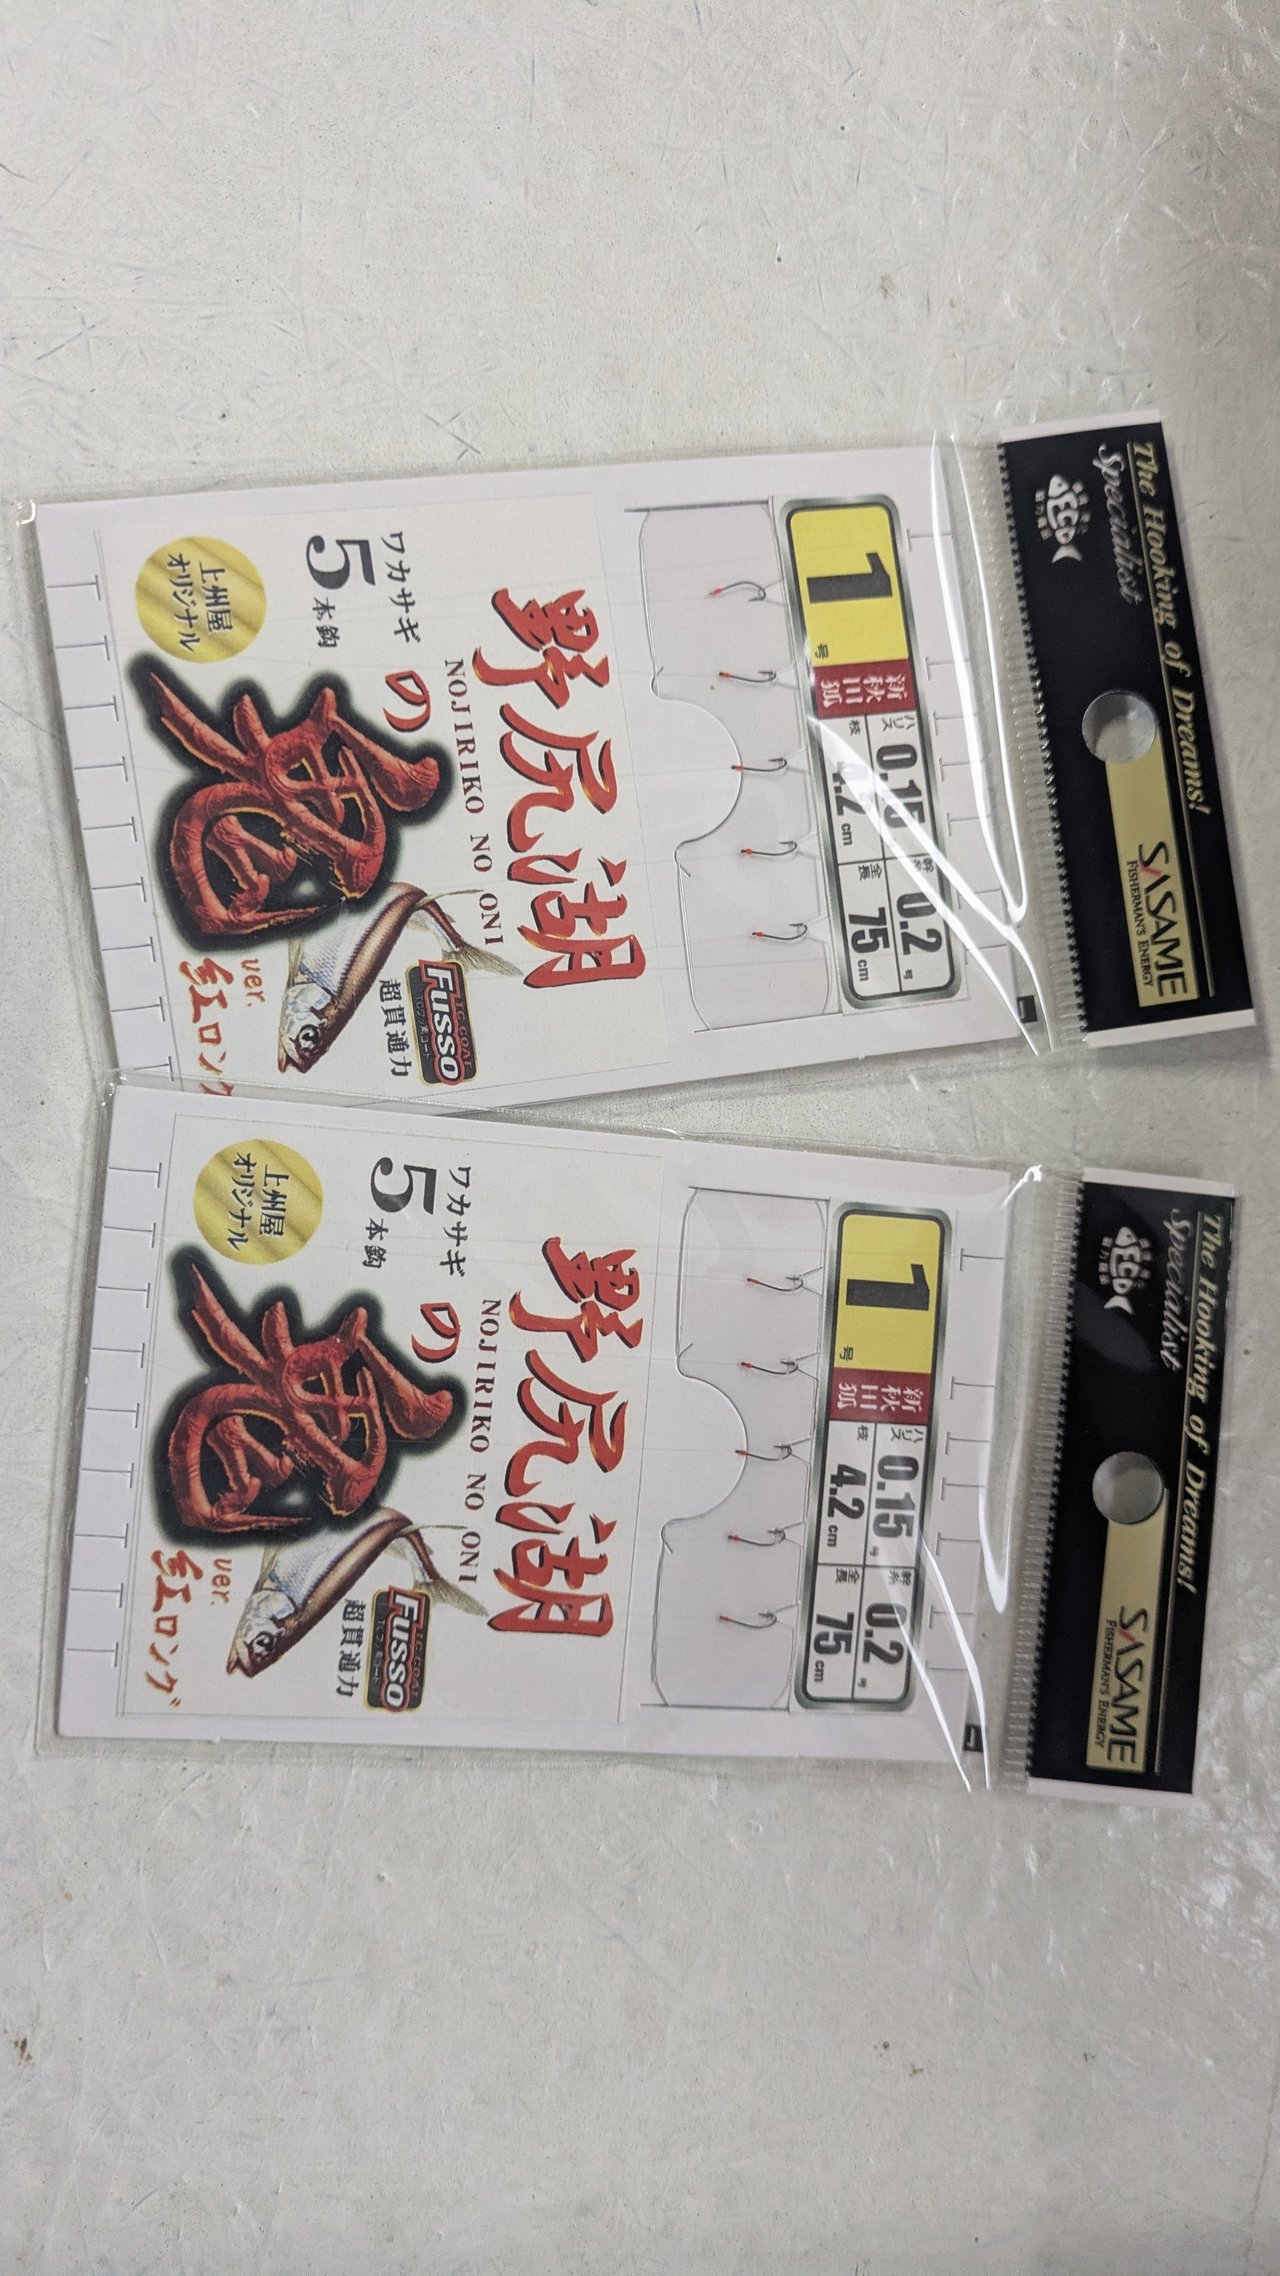 The Hooking of Dreams!
Specialist
SASAME
FISHERMAN'S ENERGY
1号
新秋田狐
ハリス 0.15
幹糸 0.2号
枝 4.2cm
全長 75cm
野尻湖
NOJIRIKO NO ONI
の
鬼
ワカサギ
5本鈎
上州屋
オリジナル
TG-COAT
FUSSO
超貫通力
ver.
紅ロング
The Hooking of Dreams!
Specialist
SASAME
FISHERMAN'S ENERGY
1号
新秋田狐
ハリス 0.15号
幹糸 0.2号
枝 4.2cm
全長 75cm
野尻湖
NOJIRIKO NO ONI
の
鬼
ワカサギ
5本鈎
上州屋
オリジナル
TG-COAT
FUSSO
超貫通力
ver.
紅ロング